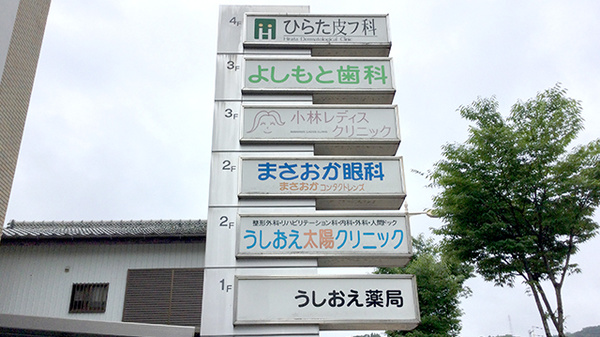 4F
ひらた皮フ科
Hirata Dermatological Clinic
3F
よしもと歯科
3F
小林レディス
クリニック
2F
まさおか眼科
まさおかコンタクトレンズ
2F
整形外科・リハビリテーション科・内科・外科・人間ドック
うしおえ太陽クリニック
1F
うしおえ薬局